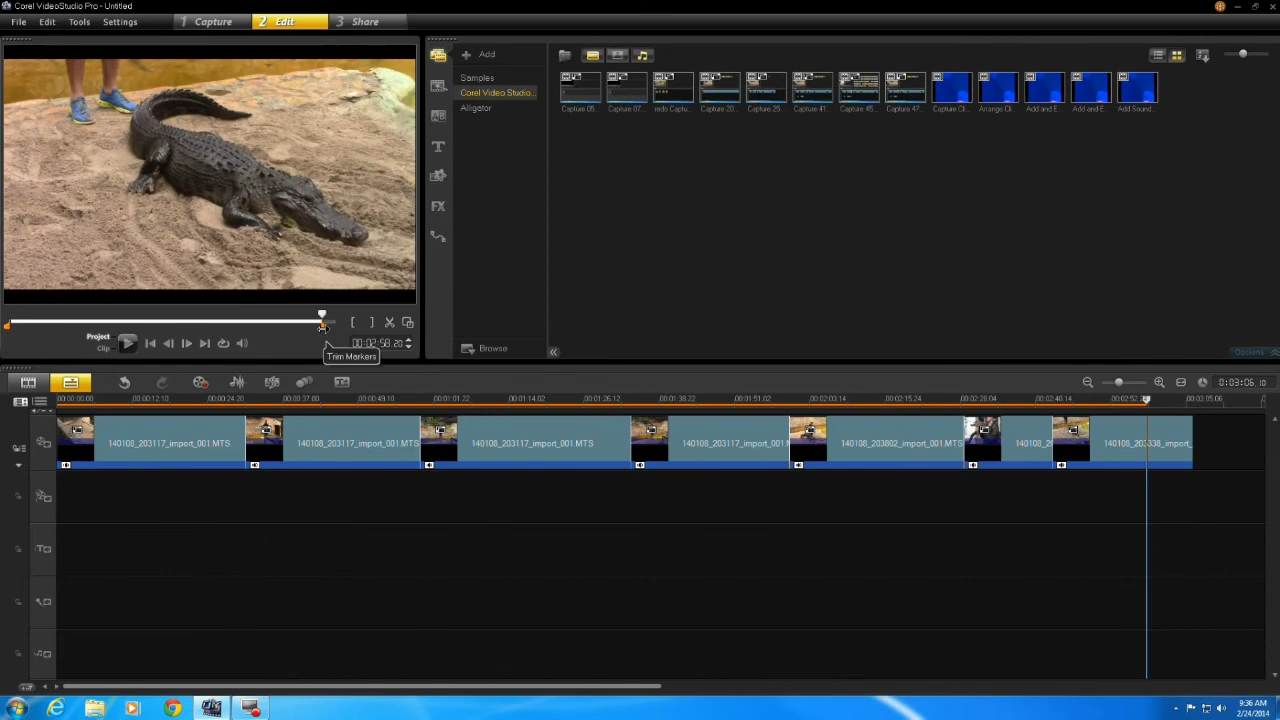 Corel VideoStudio Pro - Untitled
File Edit Tools Settings 1 Capture 2 Edit 3 Share
Add
Samples
Corel Video Studio...
Alligator
Browse
Options
Capture 05... Capture 07... redo Captu... Capture 20... Capture 25... Capture 41... Capture 45... Capture 47... Capture Cl... Arrange Cl... Add and E... Add and E... Add Sound...
Project
Clip
00:02:58.20
Trim Markers
0:03:06.10
00:00:00.00 00:00:12.10 00:00:24.20 00:00:37.00 00:00:49.10 00:01:01.22 00:01:14.02 00:01:26.12 00:01:38.22 00:01:51.02 00:02:03.14 00:02:15.24 00:02:28.04 00:02:40.14 00:02:52.2 00:03:05.06
140108_203117_import_001.MTS 140108_203117_import_001.MTS 140108_203117_import_001.MTS 140108_203117_import_001.M 140108_203802_import_001.MTS 140108_2 140108_203838_import_
9:36 AM
2/24/2014